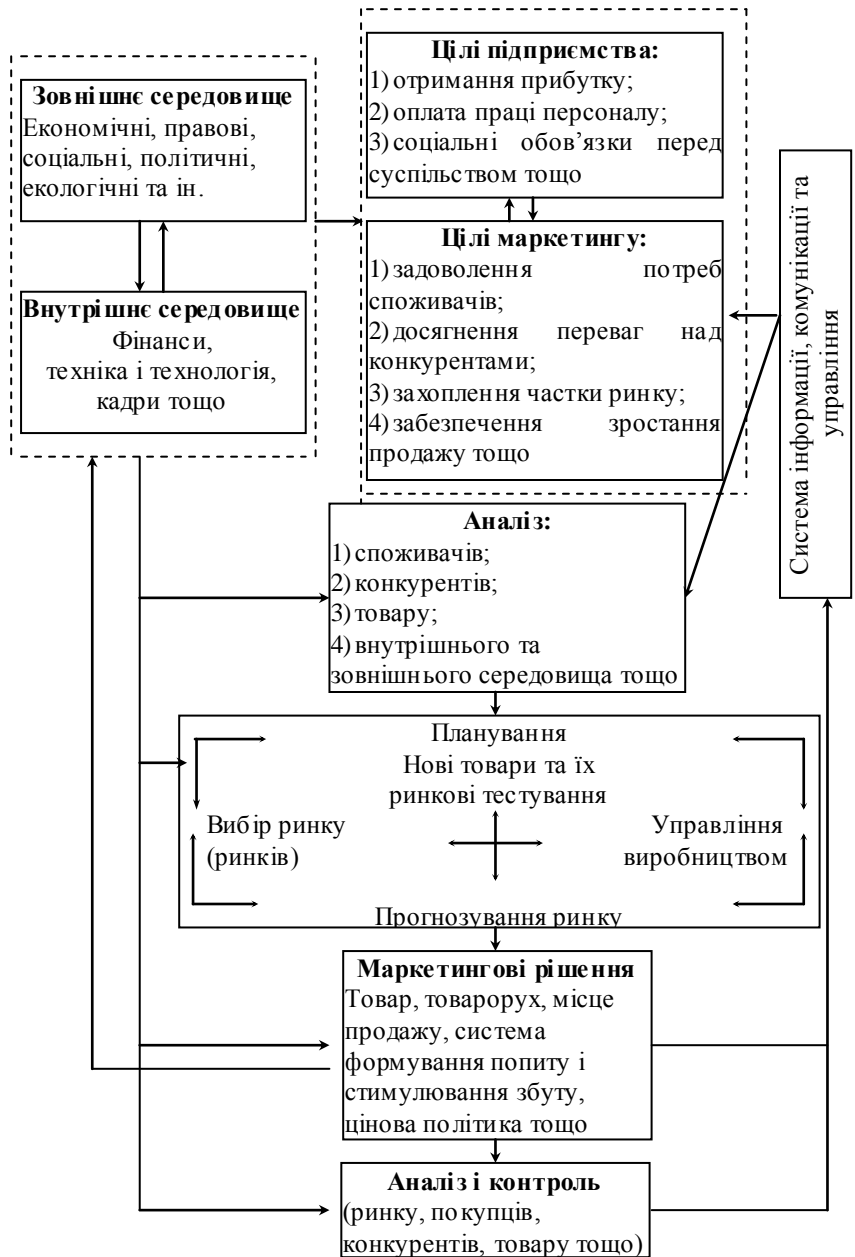 Зовнішнє середовище
Економічні, правові,
соціальні, політичні,
екологічні та ін.
Внутрішнє середовище
Фінанси,
техніка і технологія,
кадри тощо
Цілі підприємства:
1) отримання прибутку;
2) оплата праці персоналу;
3) соціальні обов’язки перед
суспільством тощо
Цілі маркетингу:
1) задоволення потреб
споживачів;
2) досягнення переваг над
конкурентами;
3) захоплення частки ринку;
4) забезпечення зростання
продажу тощо
Система інформації, комунікації та
управління
Аналіз:
1) споживачів;
2) конкурентів;
3) товару;
4) внутрішнього та
зовнішнього середовища тощо
Планування
Нові товари та їх
ринкові тестування
Вибір ринку
(ринків)
Управління
виробництвом
Прогнозування ринку
Маркетингові рішення
Товар, товарорух, місце
продажу, система
формування попиту і
стимулювання збуту,
цінова політика тощо
Аналіз і контроль
(ринку, покупців,
конкурентів, товару тощо)